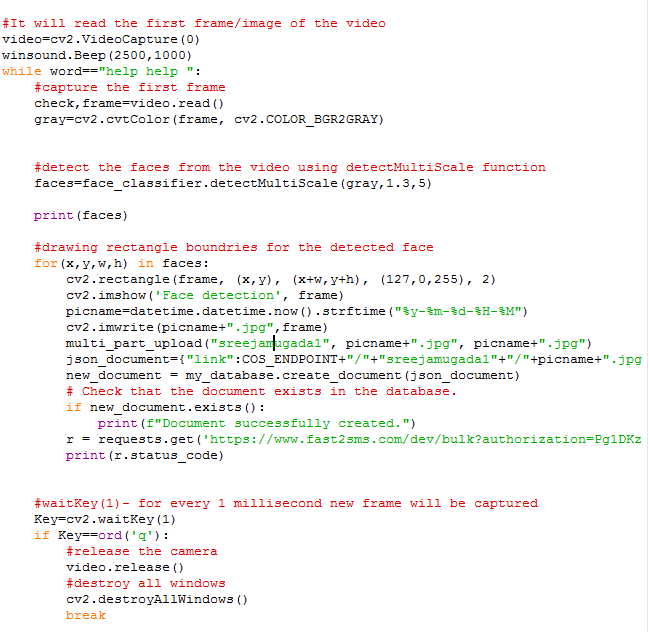 #It will read the first frame/image of the video
video=cv2.VideoCapture(0)
winsound.Beep(2500,1000)
while word=="help help ":
    #capture the first frame
    check,frame=video.read()
    gray=cv2.cvtColor(frame, cv2.COLOR_BGR2GRAY)
    #detect the faces from the video using detectMultiScale function
    faces=face_classifier.detectMultiScale(gray,1.3,5)
    print(faces)
    #drawing rectangle boundries for the detected face
    for(x,y,w,h) in faces:
        cv2.rectangle(frame, (x,y), (x+w,y+h), (127,0,255), 2)
        cv2.imshow('Face detection', frame)
        picname=datetime.datetime.now().strftime("%y-%m-%d-%H-%M")
        cv2.imwrite(picname+".jpg",frame)
        multi_part_upload("sreejamugada1", picname+".jpg", picname+".jpg")
        json_document={"link":COS_ENDPOINT+"/"+"sreejamugada1"+"/"+picname+".jpg
        new_document = my_database.create_document(json_document)
        # Check that the document exists in the database.
        if new_document.exists():
            print(f"Document successfully created.")
        r = requests.get('https://www.fast2sms.com/dev/bulk?authorization=Pg1DKz
        print(r.status_code)
    #waitKey(1)- for every 1 millisecond new frame will be captured
    Key=cv2.waitKey(1)
    if Key==ord('q'):
        #release the camera
        video.release()
        #destroy all windows
        cv2.destroyAllWindows()
        break